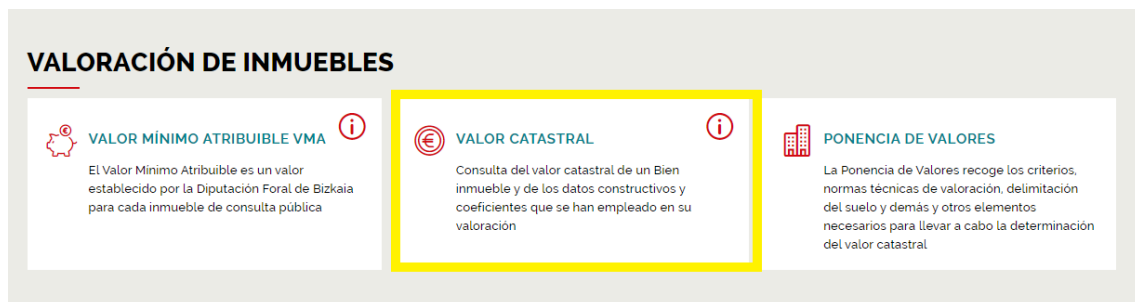 VALORACIÓN DE INMUEBLES
VALOR MÍNIMO ATRIBUIBLE VMA
El Valor Mínimo Atribuible es un valor
establecido por la Diputación Foral de Bizkaia
para cada inmueble de consulta pública
VALOR CATASTRAL
Consulta del valor catastral de un Bien
inmueble y de los datos constructivos y
coeficientes que se han empleado en su
valoración
PONENCIA DE VALORES
La Ponencia de Valores recoge los criterios,
normas técnicas de valoración, delimitación
del suelo y demás y otros elementos
necesarios para llevar a cabo la determinación
del valor catastral